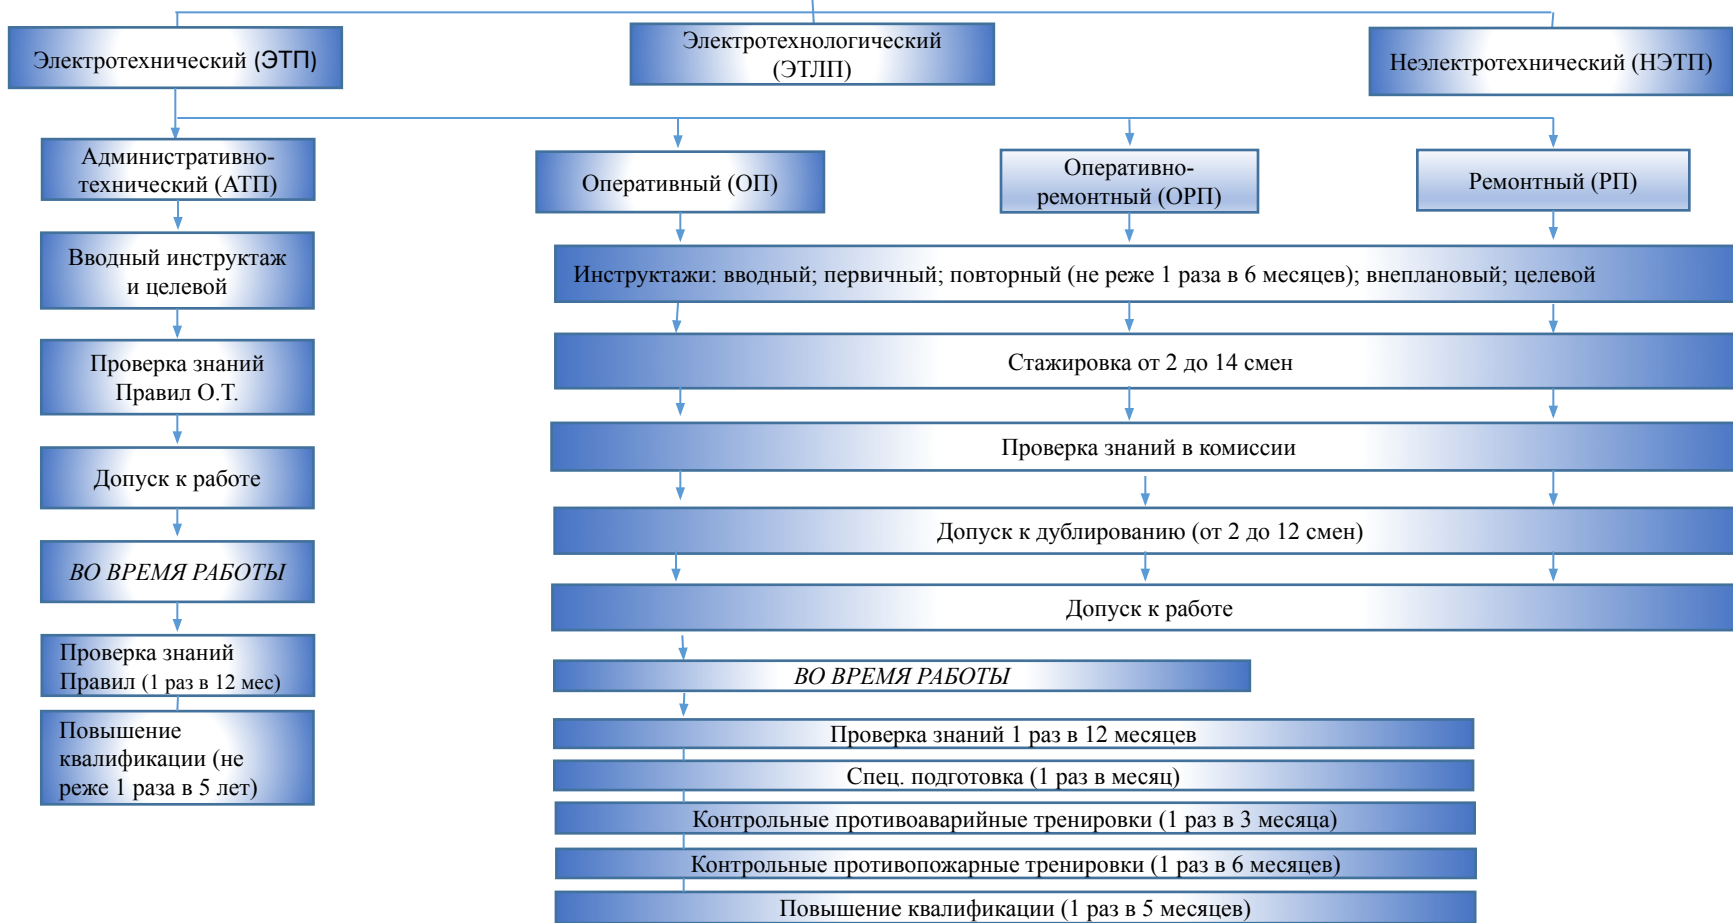 Электротехнический (ЭТП)
Электротехнологический
(ЭТЛП)
Неэлектротехнический (НЭТП)
Административно-
технический (АТП)
Оперативный (ОП)
Оперативно-
ремонтный (ОРП)
Ремонтный (РП)
Вводный инструктаж
и целевой
Проверка знаний
Правил О.Т.
Допуск к работе
ВО ВРЕМЯ РАБОТЫ
Проверка знаний
Правил (1 раз в 12 мес)
Повышение
квалификации (не
реже 1 раза в 5 лет)
Инструктажи: вводный; первичный; повторный (не реже 1 раза в 6 месяцев); внеплановый; целевой
Стажировка от 2 до 14 смен
Проверка знаний в комиссии
Допуск к дублированию (от 2 до 12 смен)
Допуск к работе
ВО ВРЕМЯ РАБОТЫ
Проверка знаний 1 раз в 12 месяцев
Спец. подготовка (1 раз в месяц)
Контрольные противоаварийные тренировки (1 раз в 3 месяца)
Контрольные противопожарные тренировки (1 раз в 6 месяцев)
Повышение квалификации (1 раз в 5 месяцев)